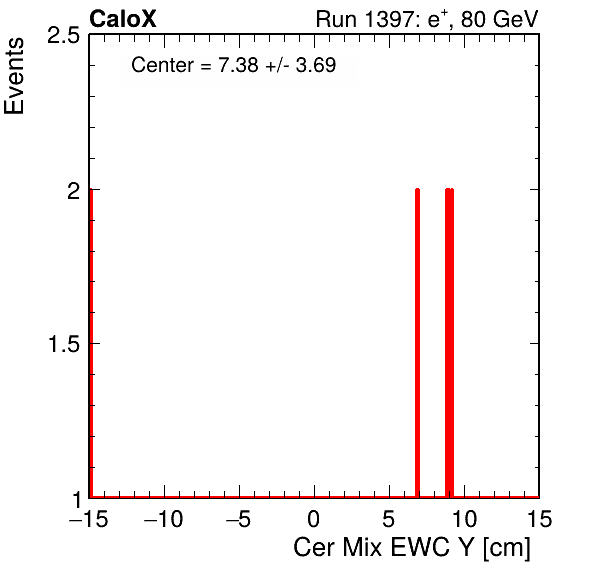 CaloX Run 1397: e⁺, 80 GeV
Center = 7.38 +/- 3.69
Events
2.5
2
1.5
1
−15 −10 −5 0 5 10 15
Cer Mix EWC Y [cm]